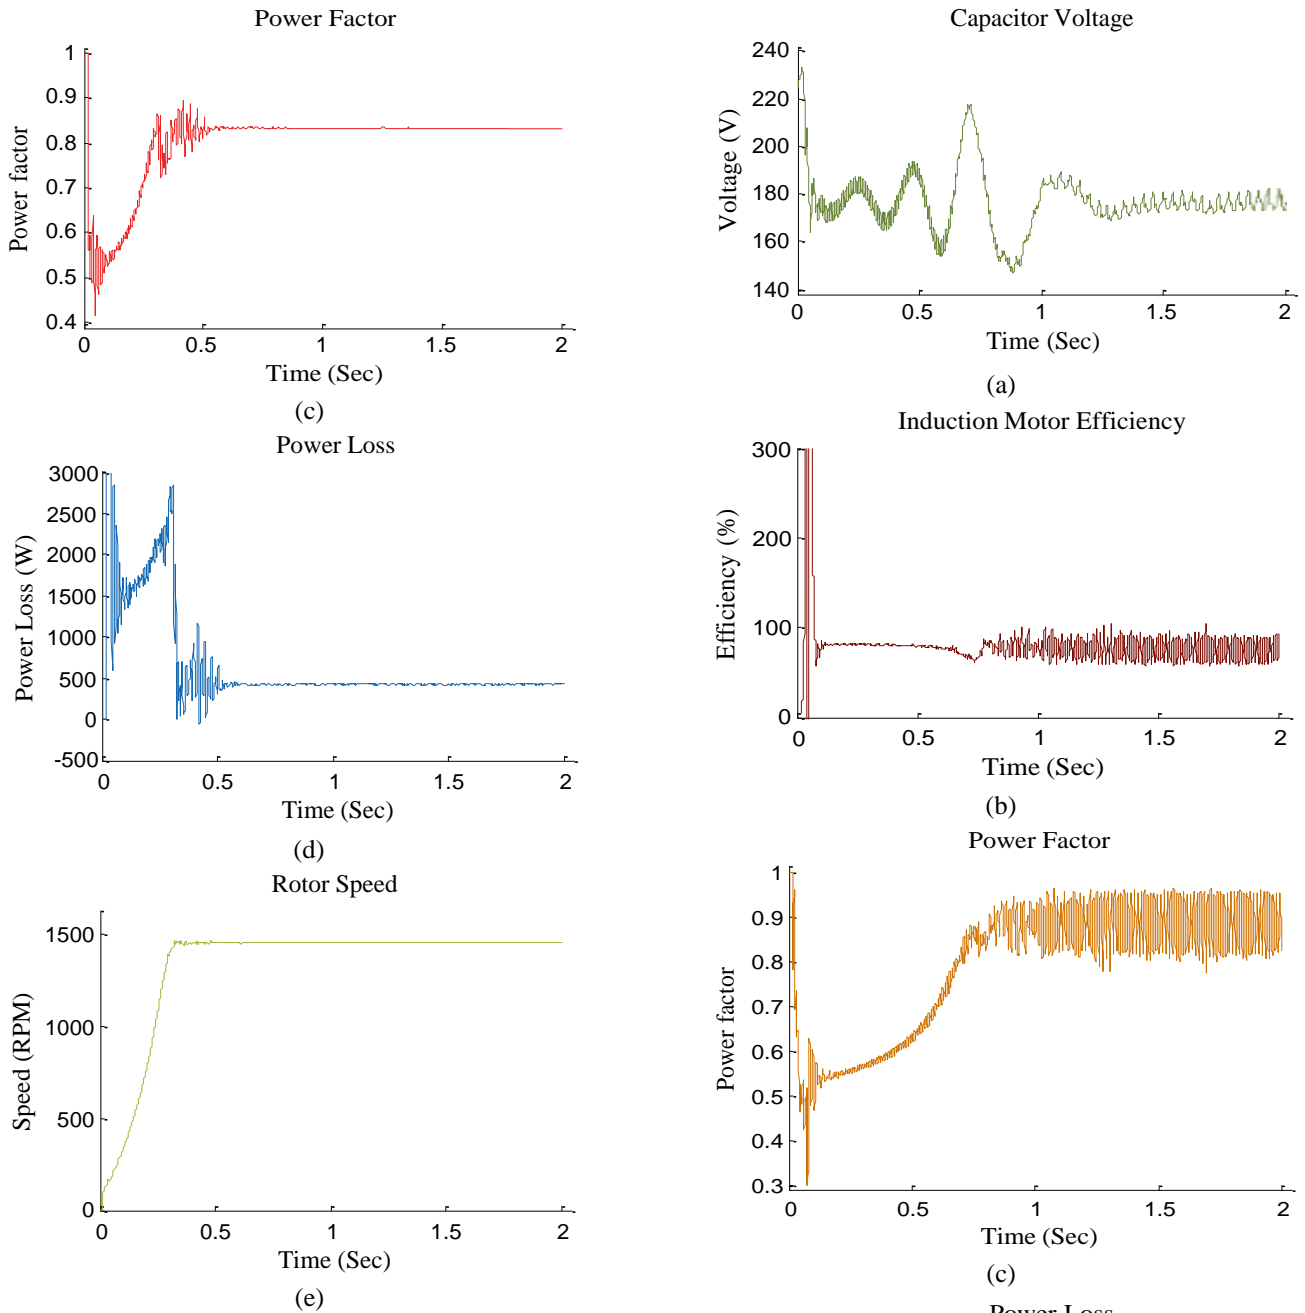 Power Factor
1
0.9
0.8
0.7
0.6
0.5
0.4
Power factor
0 0.5 1 1.5 2
Time (Sec)
(c)
Power Loss
3000
2500
2000
1500
1000
500
0
-500
Power Loss (W)
0 0.5 1 1.5 2
Time (Sec)
(d)
Rotor Speed
1500
1000
500
0
Speed (RPM)
0 0.5 1 1.5 2
Time (Sec)
(e)
Capacitor Voltage
240
220
200
180
160
140
Voltage (V)
0 0.5 1 1.5 2
Time (Sec)
(a)
Induction Motor Efficiency
300
200
100
0
Efficiency (%)
0 0.5 1 1.5 2
Time (Sec)
(b)
Power Factor
1
0.9
0.8
0.7
0.6
0.5
0.4
0.3
Power factor
0 0.5 1 1.5 2
Time (Sec)
(c)
Power Loss